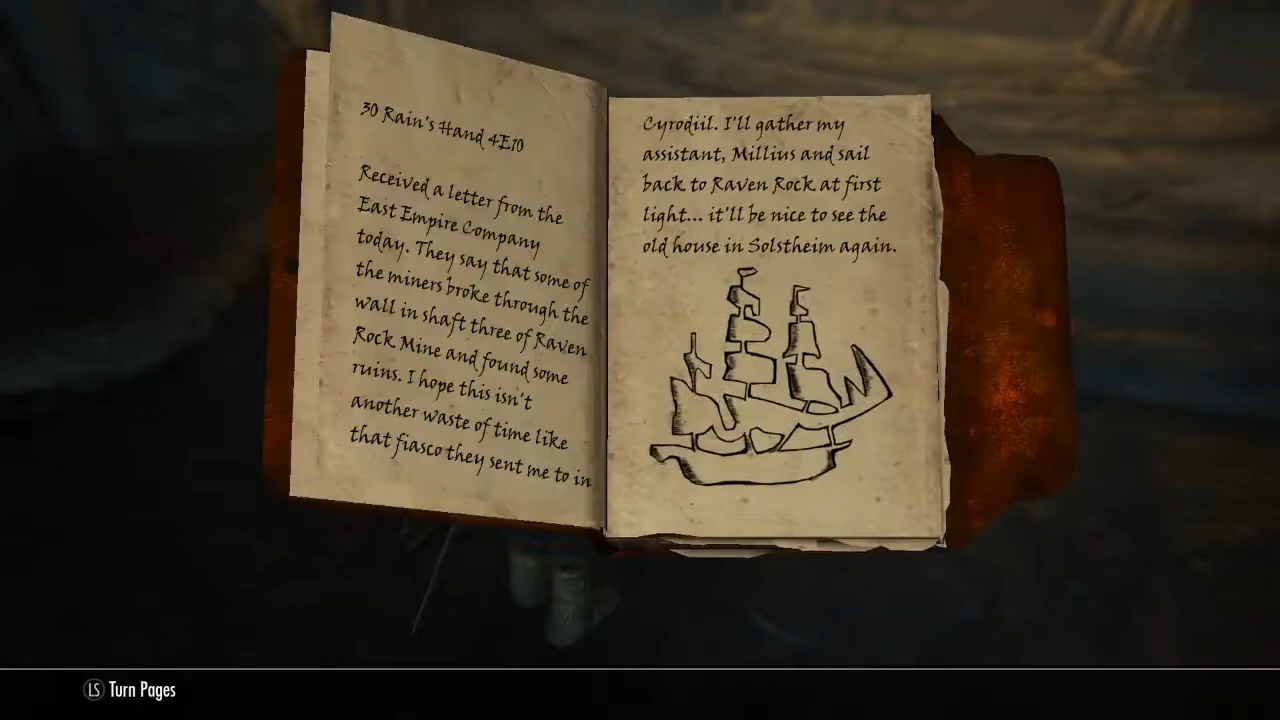 30 Rain's Hand 4E10
Received a letter from the
East Empire Company
today. They say that some of
the miners broke through the
wall in shaft three of Raven
Rock Mine and found some
ruins. I hope this isn't
another waste of time like
that fiasco they sent me to in
Cyrodiil. I'll gather my
assistant, Millius and sail
back to Raven Rock at first
light... it'll be nice to see the
old house in Solstheim again.
LS Turn Pages